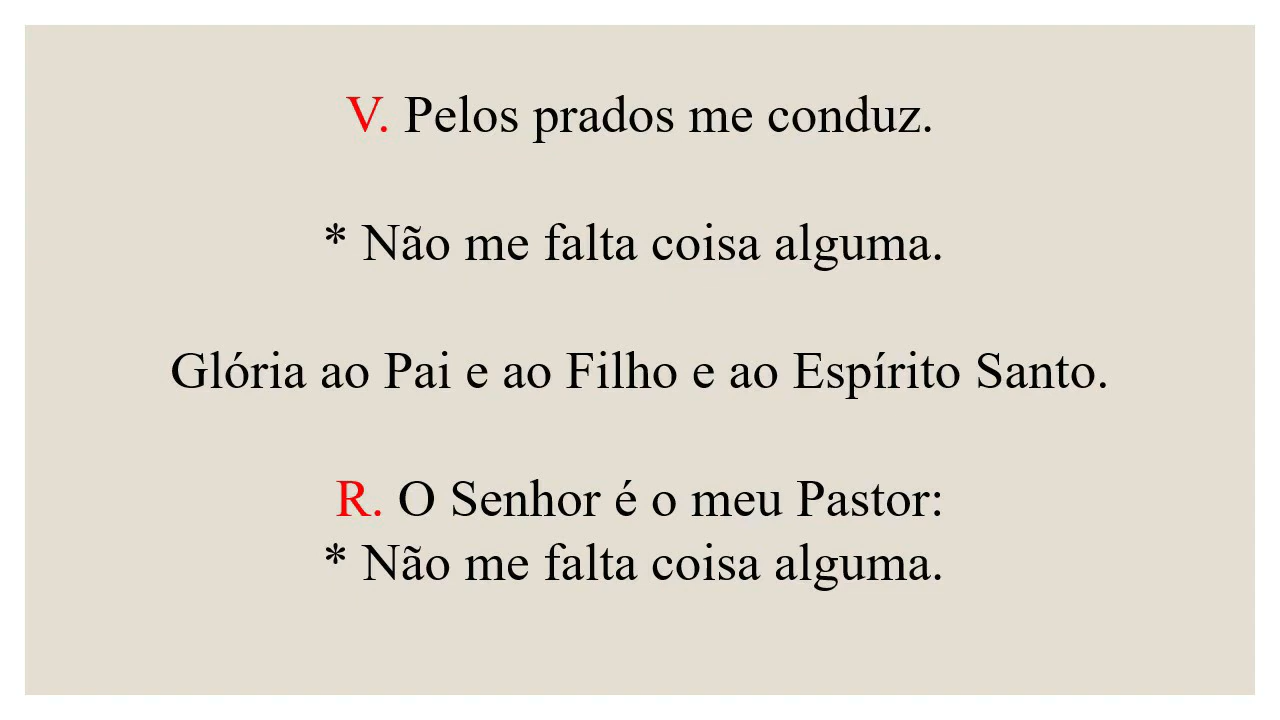 V. Pelos prados me conduz.
* Não me falta coisa alguma.
Glória ao Pai e ao Filho e ao Espírito Santo.
R. O Senhor é o meu Pastor:
* Não me falta coisa alguma.